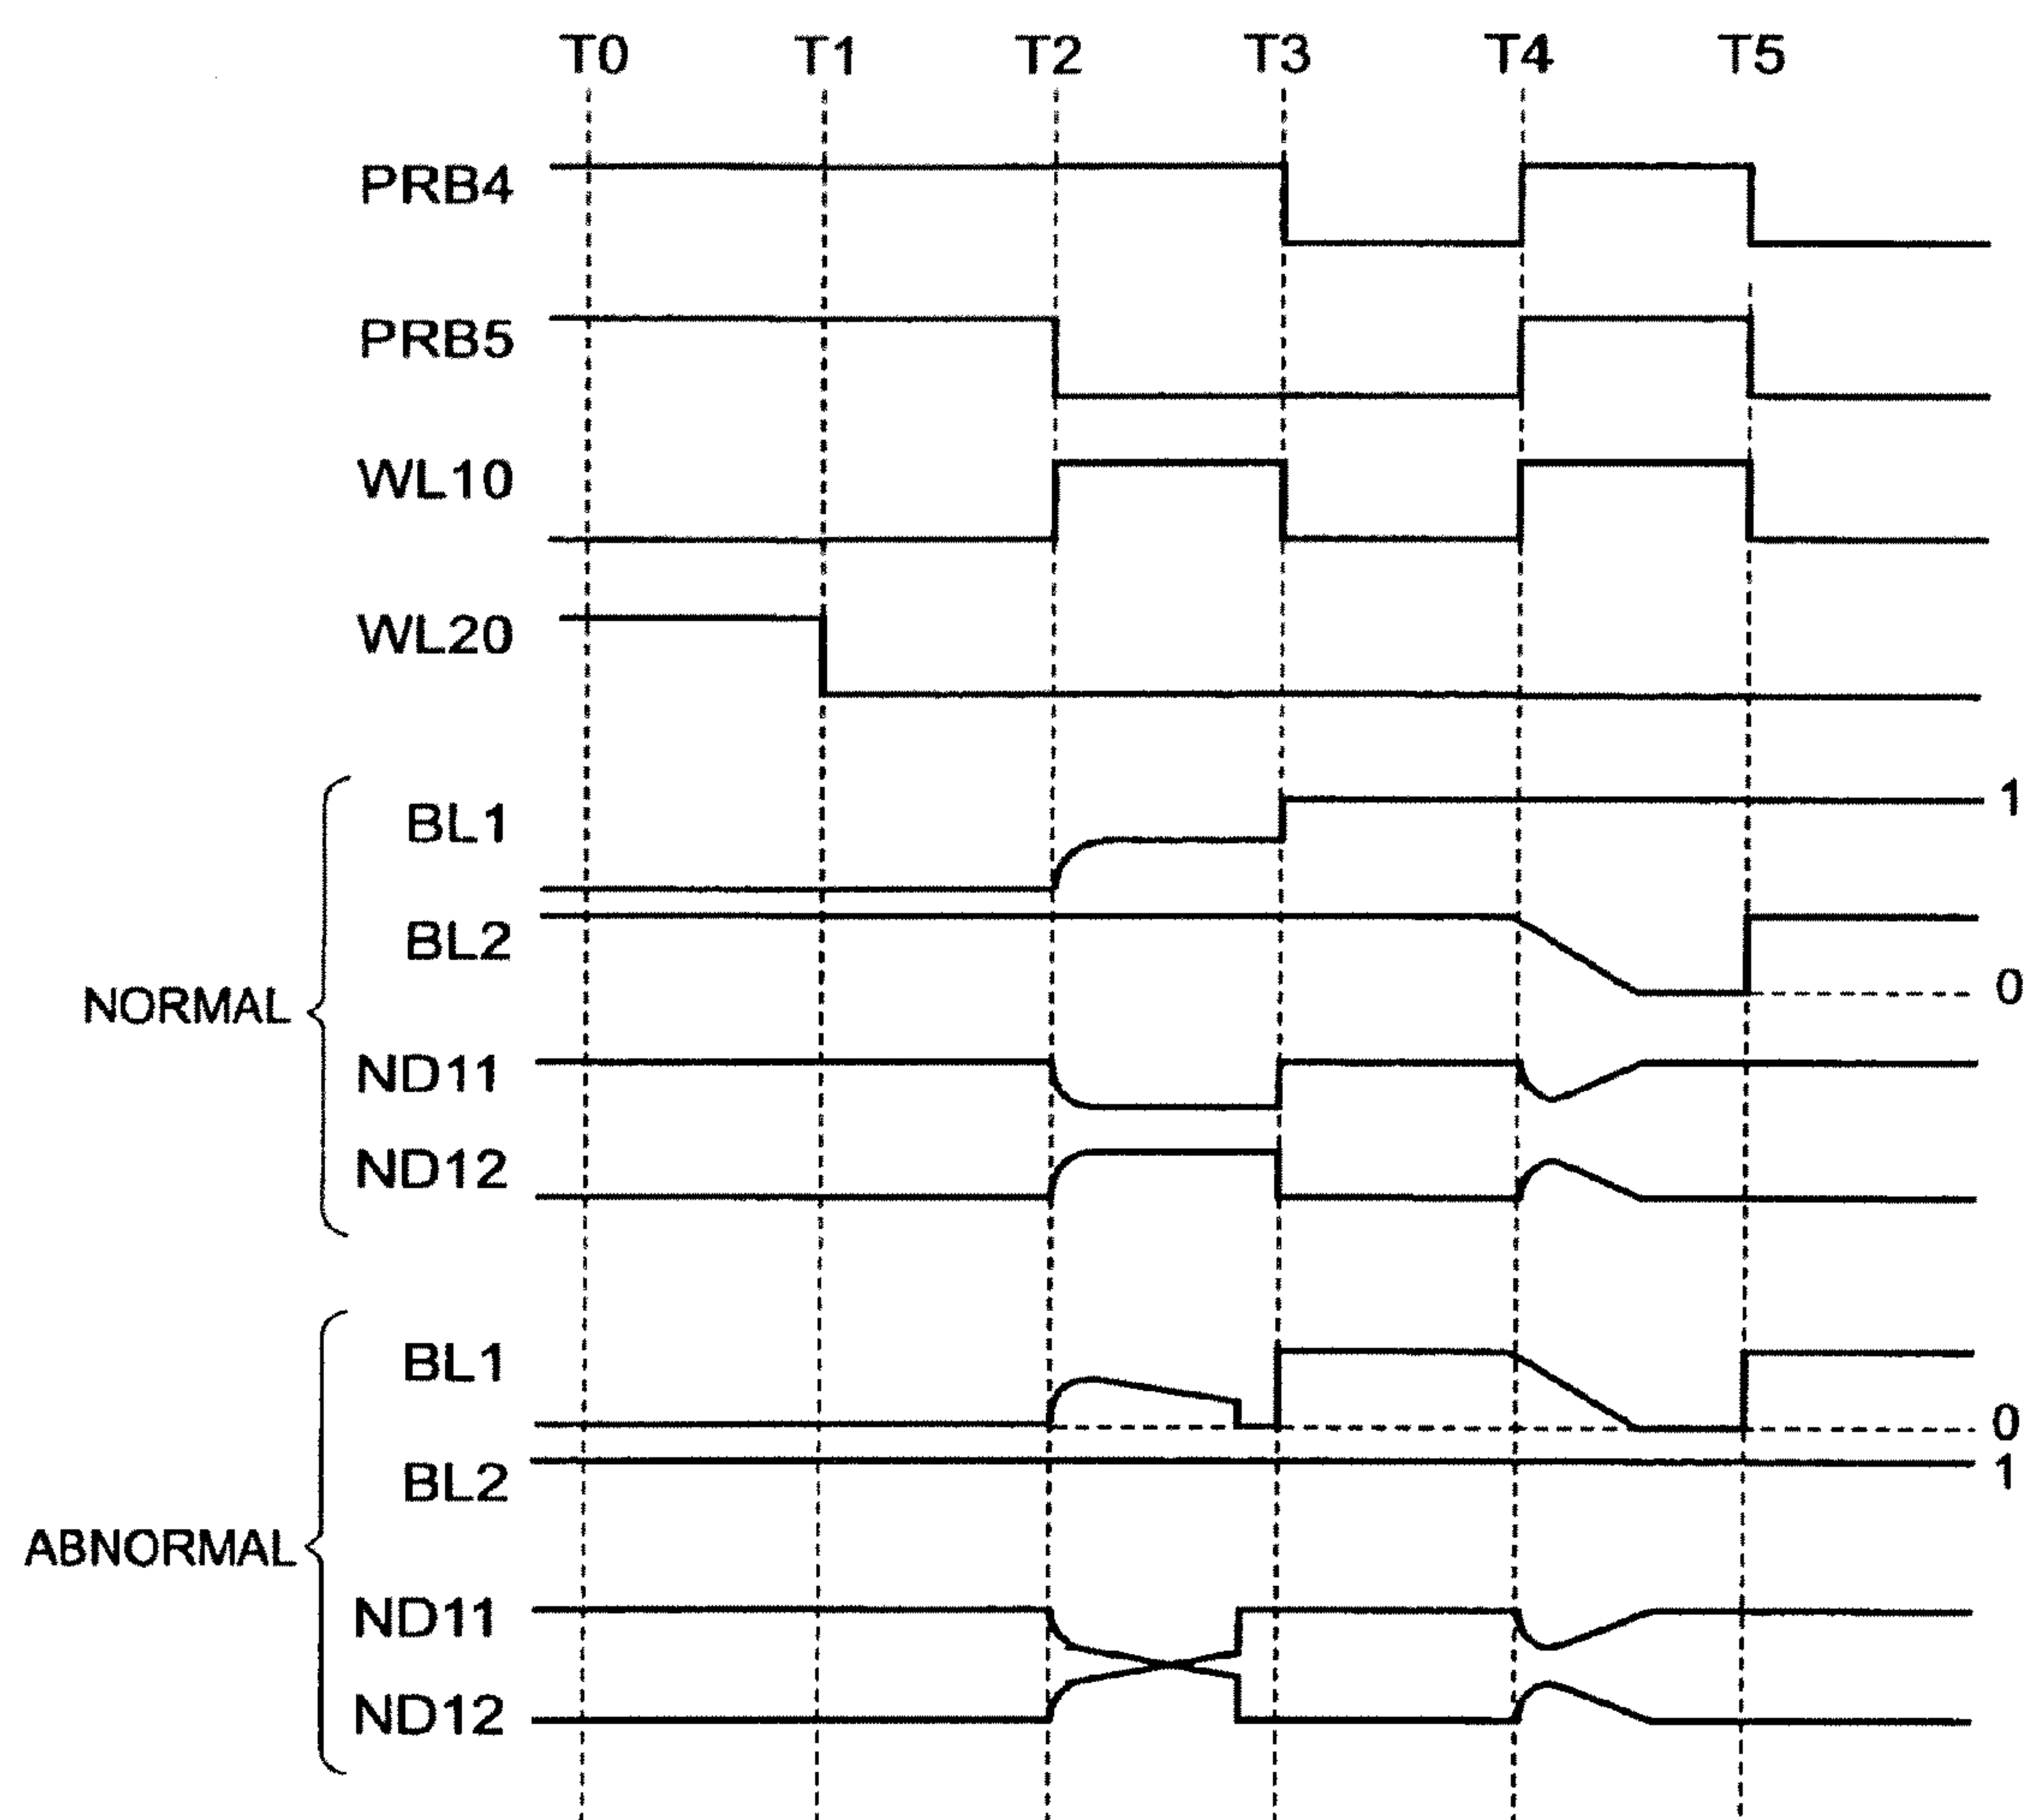 T0 T1 T2 T3 T4 T5
PRB4
PRB5
WL10
WL20
NORMAL
BL1 1
BL2 0
ND11
ND12
ABNORMAL
BL1 0
BL2 1
ND11
ND12